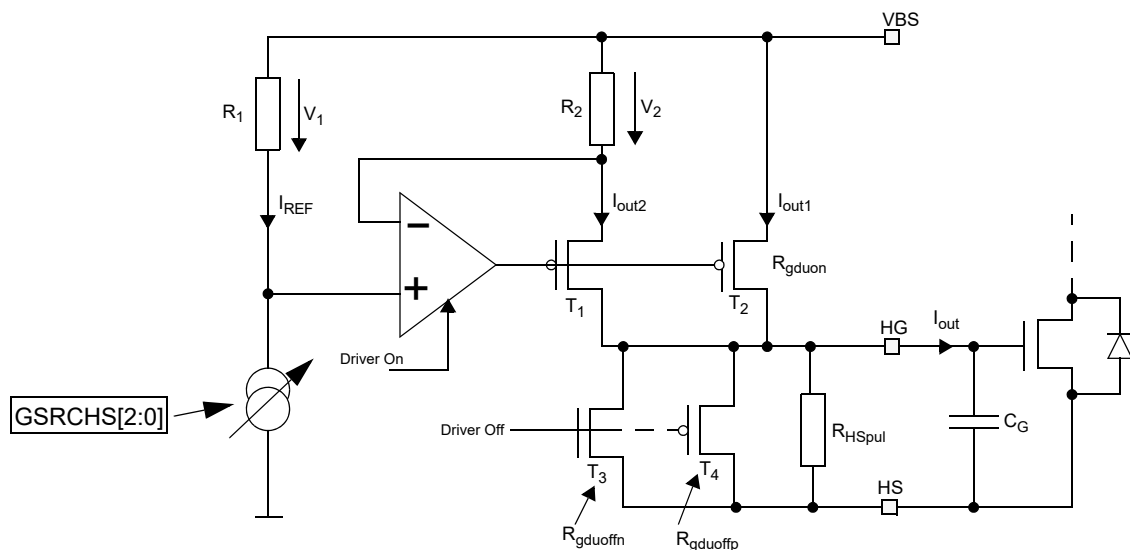 VBS
R1
V1
R2
V2
IREF
Iout2
Iout1
−
+
Rgduon
T1
T2
Driver On
HG
Iout
GSRCHS[2:0]
Driver Off
T3
T4
RHSpul
CG
HS
Rgduoffn
Rgduoffp